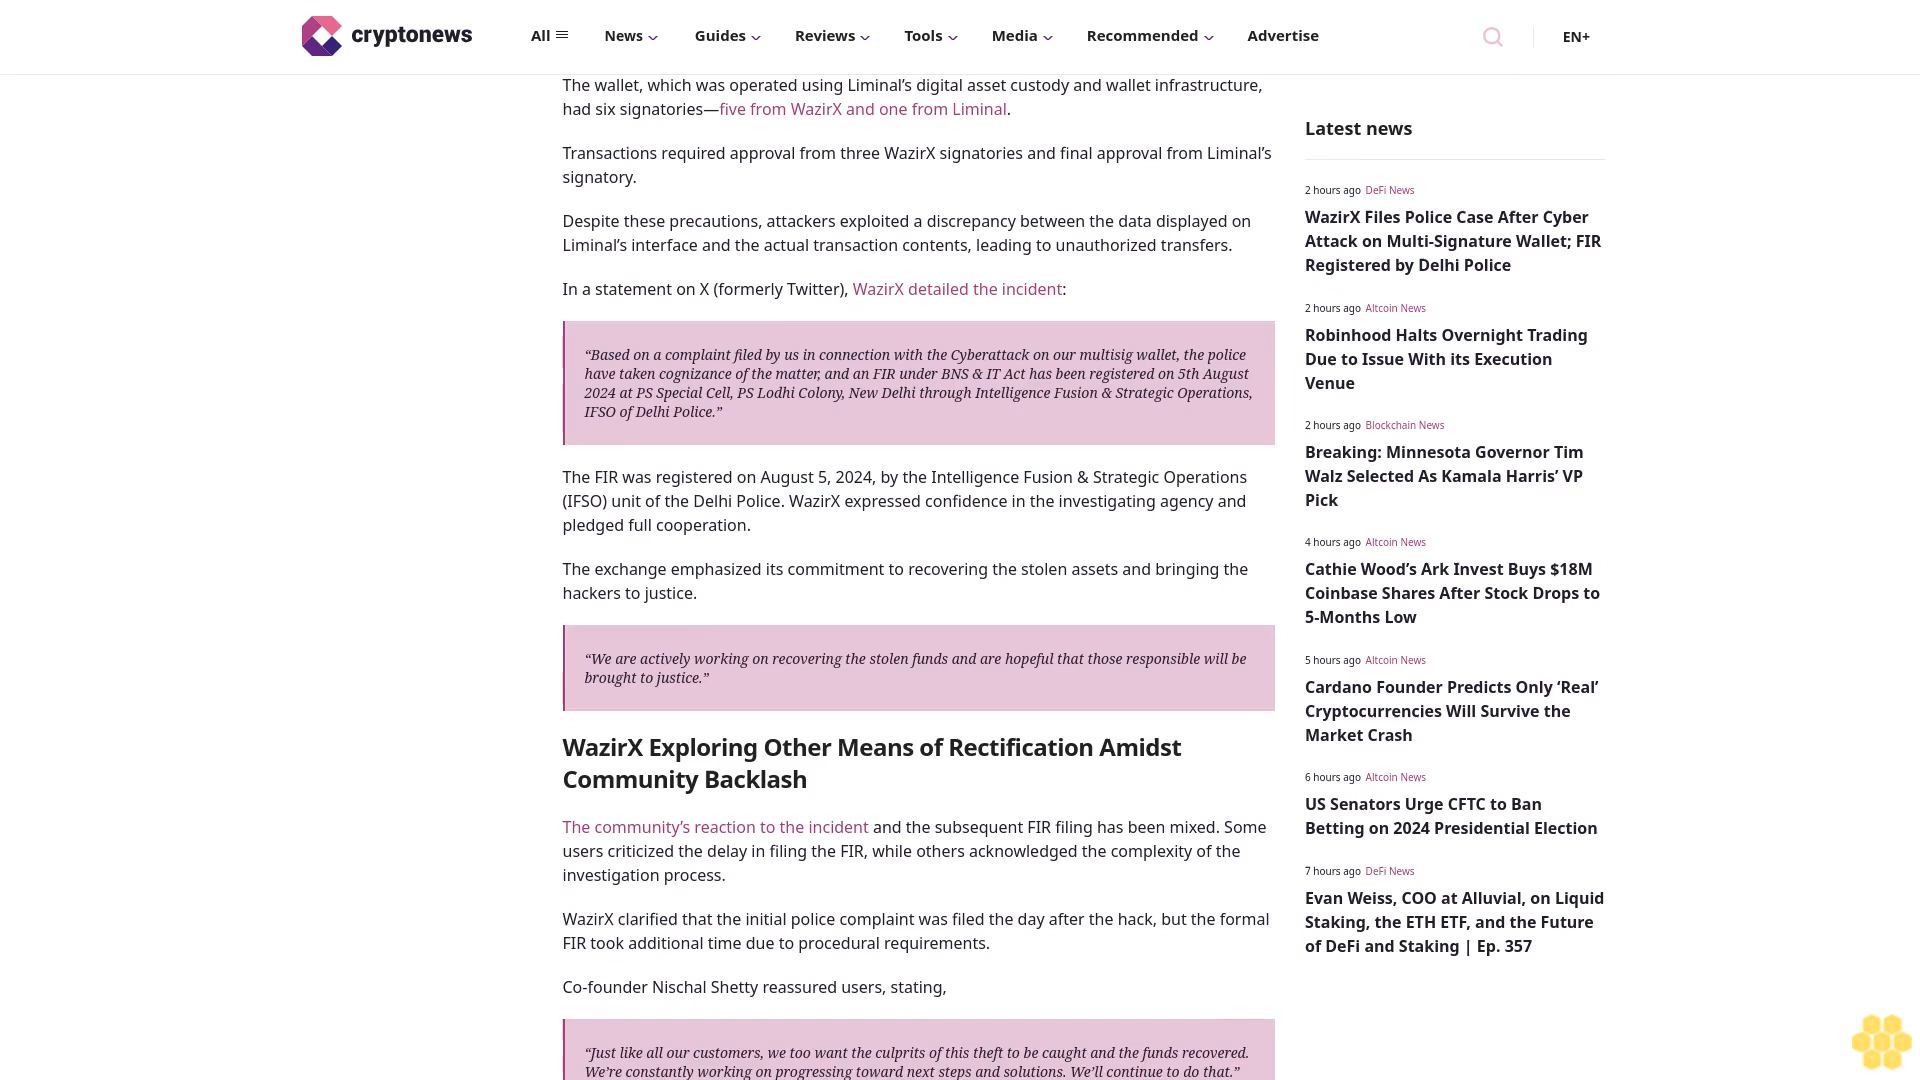 cryptonews
All
News
Guides
Reviews
Tools
Media
Recommended
Advertise
EN+
The wallet, which was operated using Liminal’s digital asset custody and wallet infrastructure,
had six signatories—five from WazirX and one from Liminal.
Transactions required approval from three WazirX signatories and final approval from Liminal’s
signatory.
Despite these precautions, attackers exploited a discrepancy between the data displayed on
Liminal’s interface and the actual transaction contents, leading to unauthorized transfers.
In a statement on X (formerly Twitter), WazirX detailed the incident:
“Based on a complaint filed by us in connection with the Cyberattack on our multisig wallet, the police
have taken cognizance of the matter, and an FIR under BNS & IT Act has been registered on 5th August
2024 at PS Special Cell, PS Lodhi Colony, New Delhi through Intelligence Fusion & Strategic Operations,
IFSO of Delhi Police.”
The FIR was registered on August 5, 2024, by the Intelligence Fusion & Strategic Operations
(IFSO) unit of the Delhi Police. WazirX expressed confidence in the investigating agency and
pledged full cooperation.
The exchange emphasized its commitment to recovering the stolen assets and bringing the
hackers to justice.
“We are actively working on recovering the stolen funds and are hopeful that those responsible will be
brought to justice.”
WazirX Exploring Other Means of Rectification Amidst
Community Backlash
The community’s reaction to the incident and the subsequent FIR filing has been mixed. Some
users criticized the delay in filing the FIR, while others acknowledged the complexity of the
investigation process.
WazirX clarified that the initial police complaint was filed the day after the hack, but the formal
FIR took additional time due to procedural requirements.
Co-founder Nischal Shetty reassured users, stating,
“Just like all our customers, we too want the culprits of this theft to be caught and the funds recovered.
We’re constantly working on progressing toward next steps and solutions. We’ll continue to do that.”
Latest news
2 hours ago DeFi News
WazirX Files Police Case After Cyber
Attack on Multi-Signature Wallet; FIR
Registered by Delhi Police
2 hours ago Altcoin News
Robinhood Halts Overnight Trading
Due to Issue With its Execution
Venue
2 hours ago Blockchain News
Breaking: Minnesota Governor Tim
Walz Selected As Kamala Harris’ VP
Pick
4 hours ago Altcoin News
Cathie Wood’s Ark Invest Buys $18M
Coinbase Shares After Stock Drops to
5-Months Low
5 hours ago Altcoin News
Cardano Founder Predicts Only ‘Real’
Cryptocurrencies Will Survive the
Market Crash
6 hours ago Altcoin News
US Senators Urge CFTC to Ban
Betting on 2024 Presidential Election
7 hours ago DeFi News
Evan Weiss, COO at Alluvial, on Liquid
Staking, the ETH ETF, and the Future
of DeFi and Staking | Ep. 357